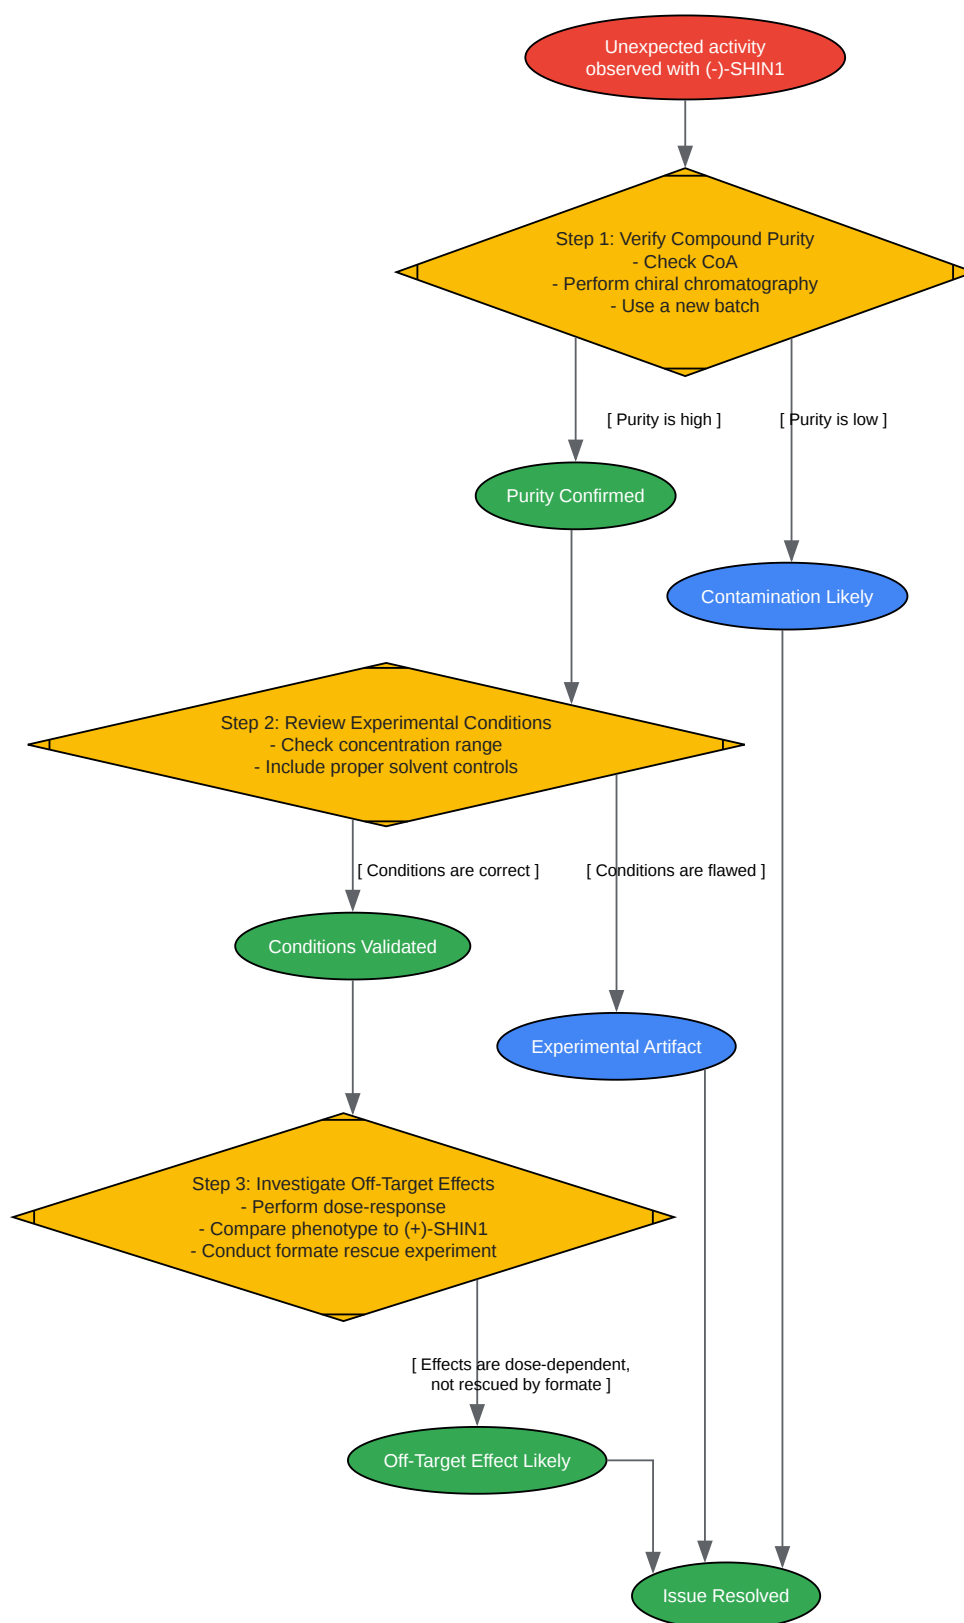 Unexpected activity
observed with (-)-SHIN1
Step 1: Verify Compound Purity
- Check CoA
- Perform chiral chromatography
- Use a new batch
[ Purity is high ]
[ Purity is low ]
Purity Confirmed
Contamination Likely
Step 2: Review Experimental Conditions
- Check concentration range
- Include proper solvent controls
[ Conditions are correct ]
[ Conditions are flawed ]
Conditions Validated
Experimental Artifact
Step 3: Investigate Off-Target Effects
- Perform dose-response
- Compare phenotype to (+)-SHIN1
- Conduct formate rescue experiment
[ Effects are dose-dependent,
not rescued by formate ]
Off-Target Effect Likely
Issue Resolved